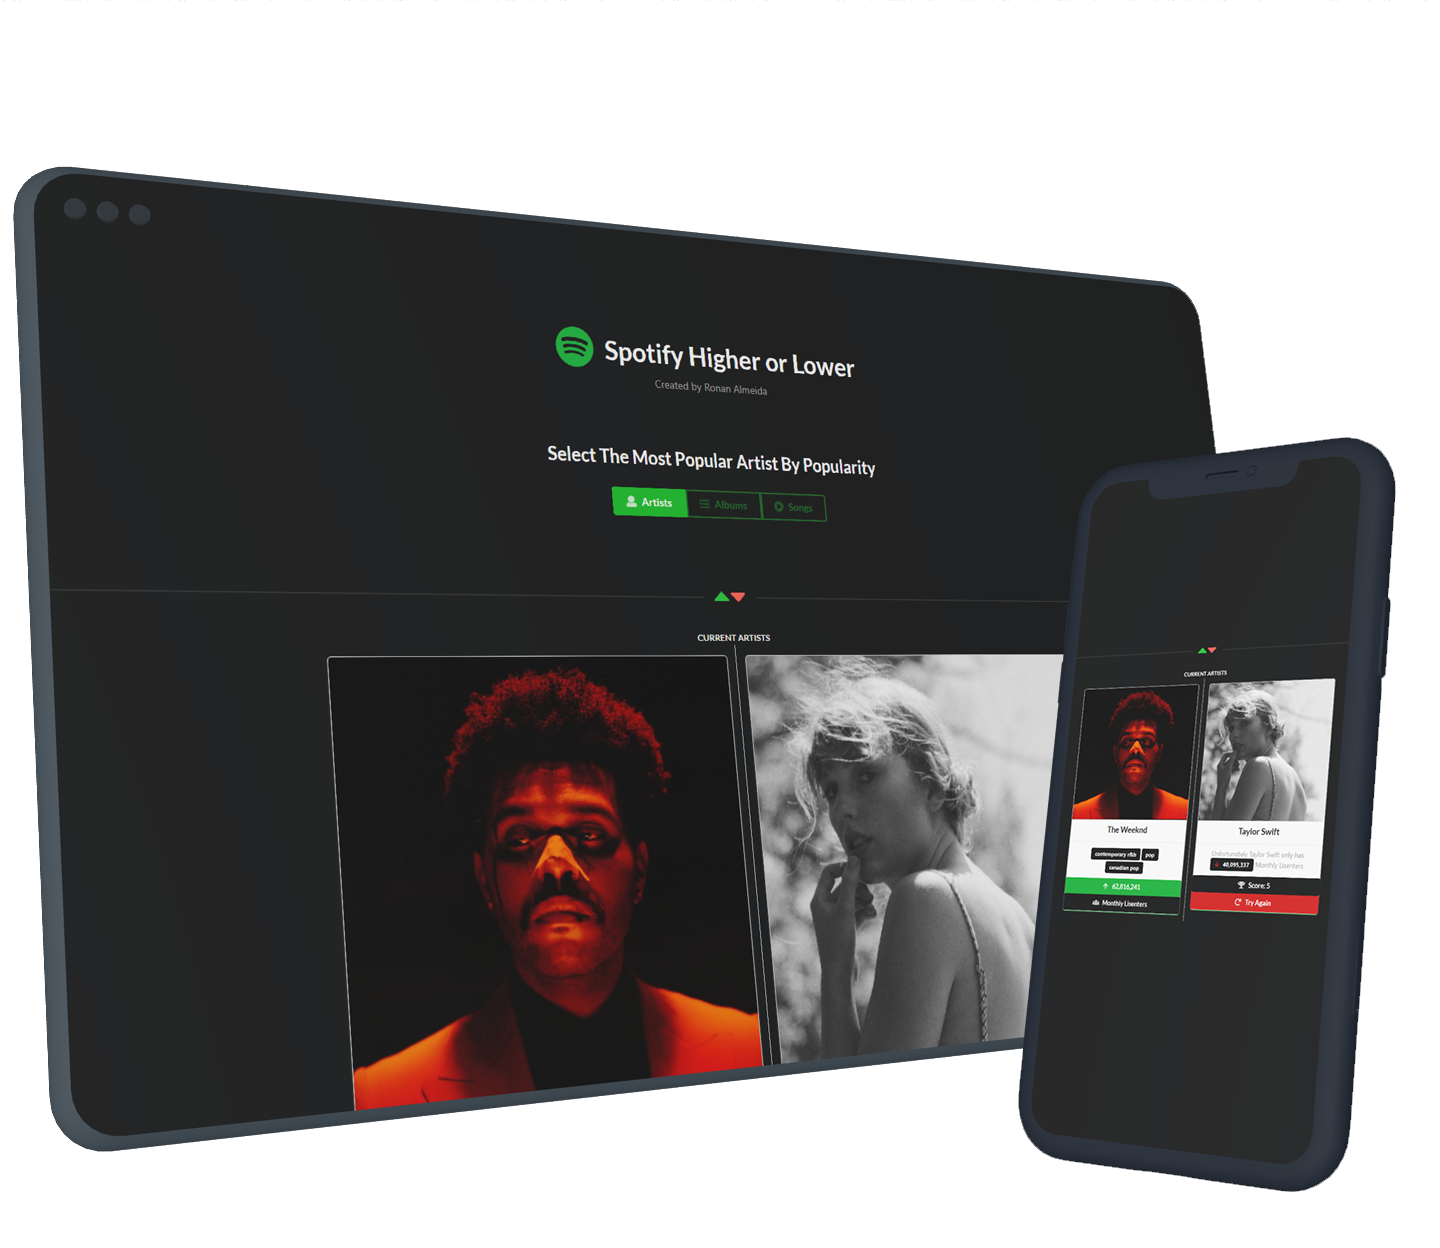 Spotify Higher or Lower
Created by Ronan Almeida
Select The Most Popular Artist By Popularity
Artists
Albums
Songs
CURRENT ARTISTS
CURRENT ARTISTS
The Weeknd
contemporary r&b
pop
canadian pop
62,816,241
Monthly Lisenters
Taylor Swift
Unfortunately Taylor Swift only has
40,095,337 Monthly Lisenters
Score: 5
Try Again